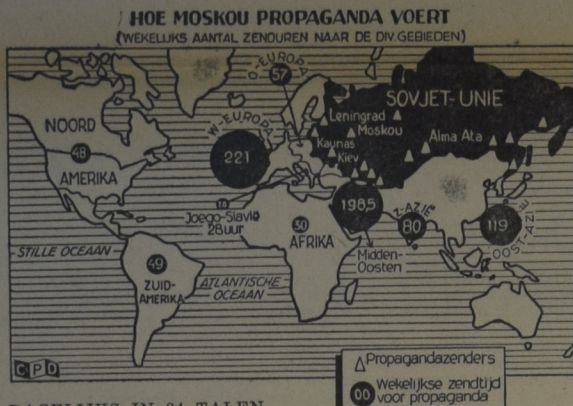 HOE MOSKOU PROPAGANDA VOERT
(WEKELIJKS AANTAL ZENDUREN NAAR DE DIV. GEBIEDEN)
O-EUROPA
57
SOVJET-UNIE
NOORD
48
AMERIKA
W-EUROPA
221
Leningrad
Moskou
Kaunas
Kiev
Alma Ata
Joego-Slavië
28 uur
30
AFRIKA
198,5
Midden-
Oosten
Z-AZIË
80
119
OOST-AZIË
STILLE OCEAAN
49
ZUID-
AMERIKA
ATLANTISCHE
OCEAAN
CPD
Propagandazenders
00 Wekelijkse zendtijd
voor propaganda